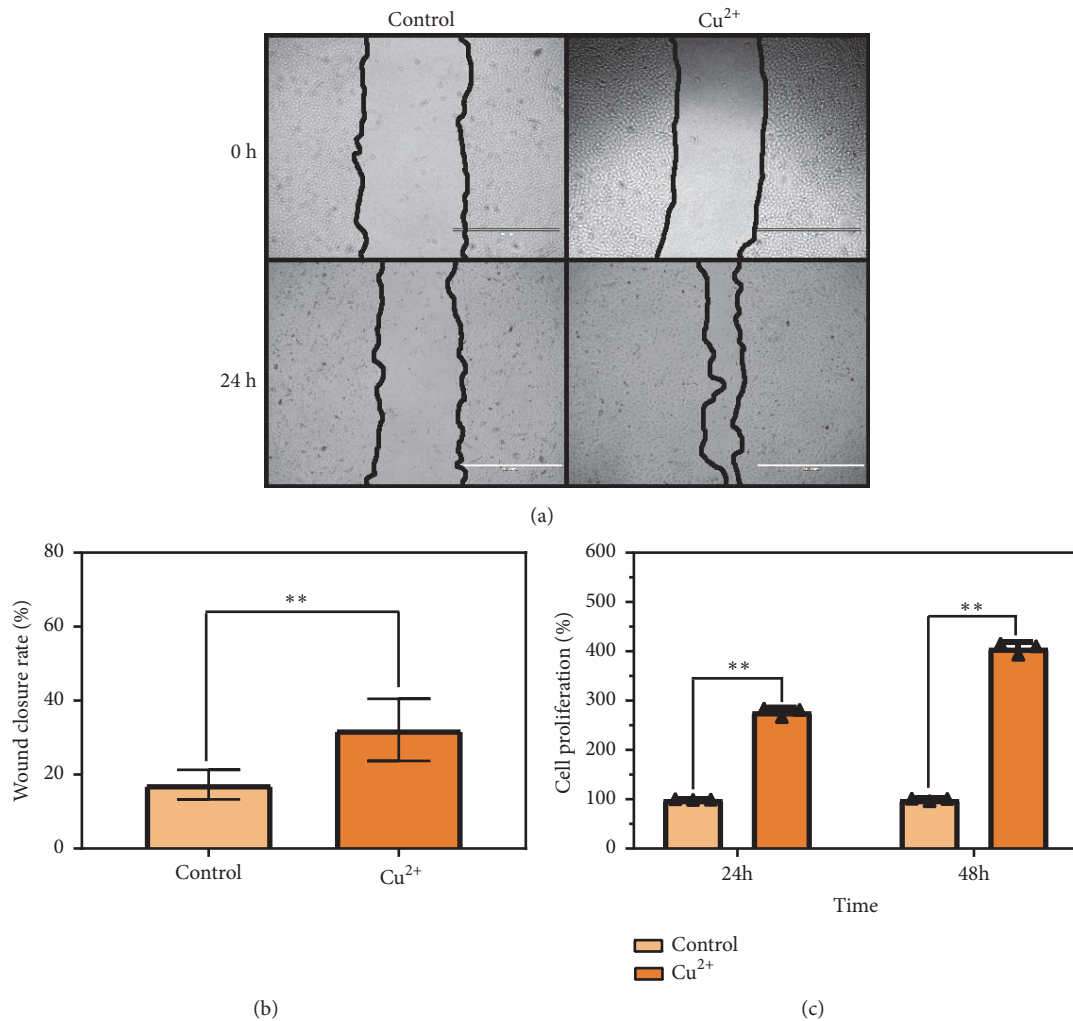 Control
Cu²⁺
0 h
24 h
(a)
80
60
40
20
0
Wound closure rate (%)
**
Control
Cu²⁺
(b)
600
500
400
300
200
100
0
Cell proliferation (%)
**
**
24h
48h
Time
Control
Cu²⁺
(c)